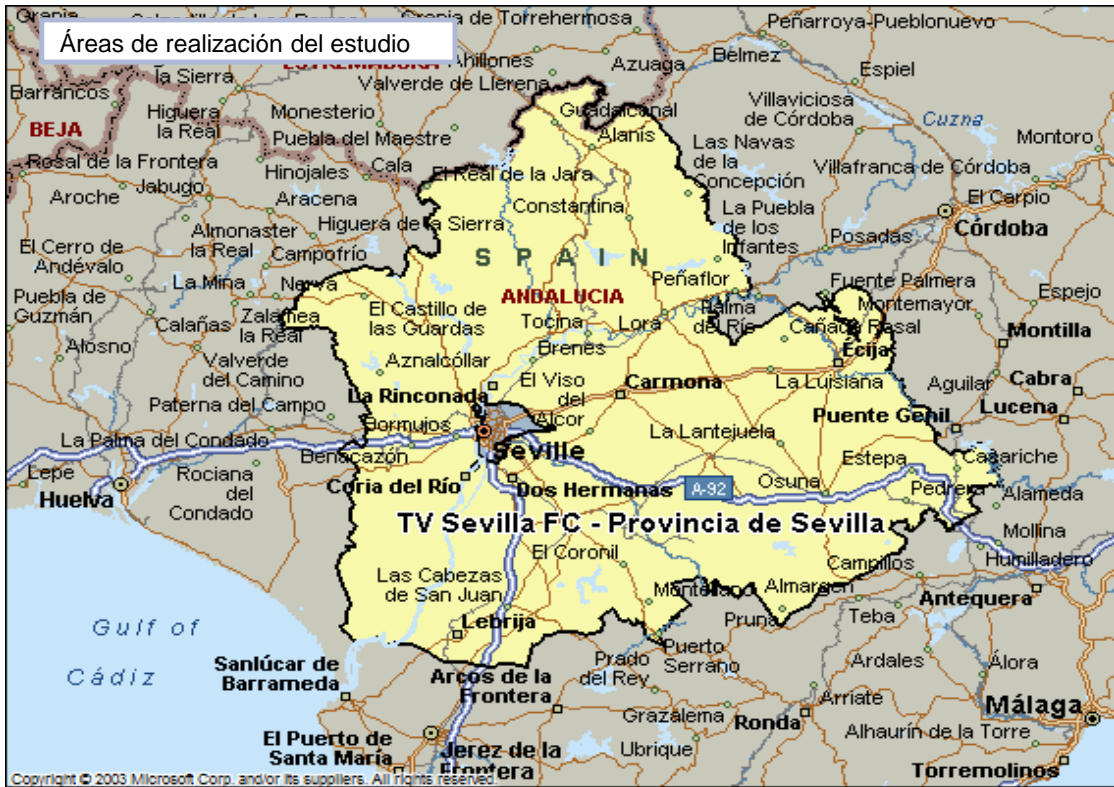 Grania
Grania de Torrehermosa
Peñarroya-Pueblonuevo
Áreas de realización del estudio
Ahillones
Azuaga
Bélmez
Espiel
la Sierra
Valverde de Llerena
Barrancos
Higuera
la Real
Monesterio
Guadalcanal
Villaviciosa
de Córdoba
Cuzna
BEJA
Puebla del Maestre
Alanís
Montoro
Rosal de la Frontera
Cala
Las Navas
de la
Concepción
Villafranca de Córdoba
Hinojales
El Real de la Jara
Aroche
Jabugo
Aracena
Constantina
El Carpio
Higuera de la Sierra
La Puebla
de los
Infantes
Córdoba
Almonaster
la Real
Posadas
El Cerro de
Andévalo
Campofrío
SPAIN
La Mina
Nerva
Peñaflor
Fuente Palmera
Puebla de
Guzmán
ANDALUCIA
Montemayor
Espejo
El Castillo de
las Guardas
Palma
del Río
Calañas
Zalamea
la Real
Tocina
Lora
Cañada Rosal
Montilla
Alosno
Brenes
Écija
Valverde
del Camino
Aznalcóllar
El Viso
del
Alcor
Carmona
La Luisiana
Aguilar
Cabra
La Rinconada
Paterna del Campo
Puente Genil
Lucena
Bormujos
La Palma del Condado
La Lantejuela
Benacazón
Seville
Estepa
Casariche
Lepe
Rociana
del
Condado
Huelva
Coria del Río
Dos Hermanas
A-92
Osuna
Pedrera
Alameda
TV Sevilla FC - Provincia de Sevilla
Mollina
El Coronil
Campillos
Humilladero
Las Cabezas
de San Juan
Montellano
Almargen
Antequera
Gulf of
Cádiz
Lebrija
Pruna
Teba
Puerto
Serrano
Sanlúcar de
Barrameda
Prado
del Rey
Ardales
Álora
Arcos de la
Frontera
Arriate
Málaga
Grazalema
Ronda
Alhaurín de la Torre
El Puerto de
Santa María
Jerez de la
Frontera
Ubrique
Torremolinos
Copyright © 2003 Microsoft Corp. and/or its suppliers. All rights reserved.